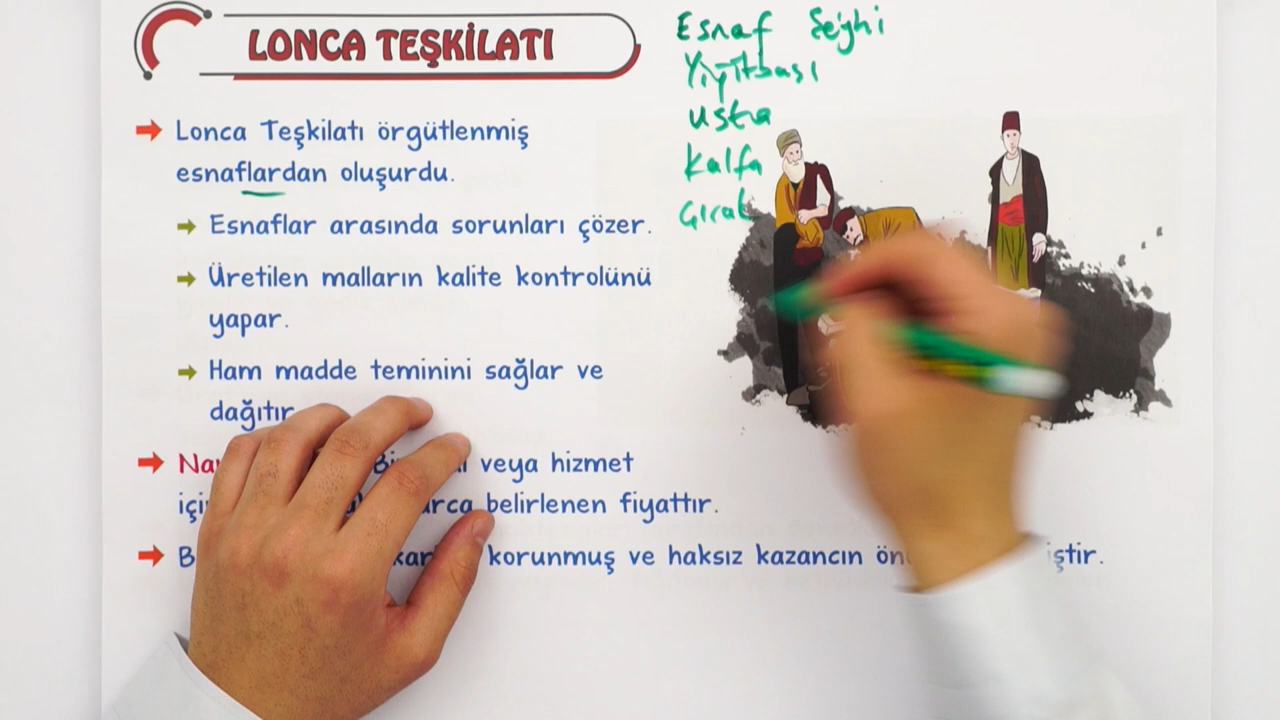 LONCA TEŞKİLATI
Esnaf Şeyhi
Yiğitbaşı
Usta
Kalfa
Çırak
Lonca Teşkilatı örgütlenmiş
esnaflardan oluşurdu.
Esnaflar arasında sorunları çözer.
Üretilen malların kalite kontrolünü
yapar.
Ham madde teminini sağlar ve
dağıtır
veya hizmet
belirlenen fiyattır.
korunmuş ve haksız kazancın